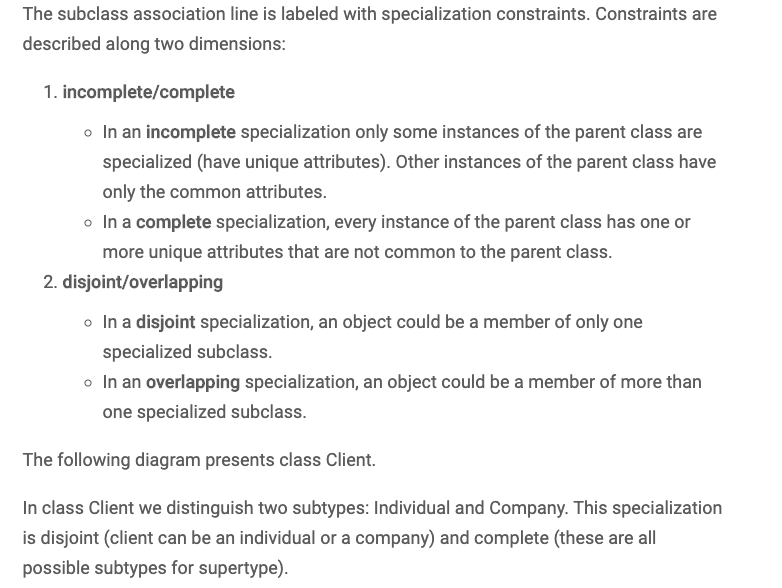 The subclass association line is labeled with specialization constraints. Constraints are
described along two dimensions:
1. incomplete/complete
○ In an incomplete specialization only some instances of the parent class are
specialized (have unique attributes). Other instances of the parent class have
only the common attributes.
○ In a complete specialization, every instance of the parent class has one or
more unique attributes that are not common to the parent class.
2. disjoint/overlapping
○ In a disjoint specialization, an object could be a member of only one
specialized subclass.
○ In an overlapping specialization, an object could be a member of more than
one specialized subclass.
The following diagram presents class Client.
In class Client we distinguish two subtypes: Individual and Company. This specialization
is disjoint (client can be an individual or a company) and complete (these are all
possible subtypes for supertype).